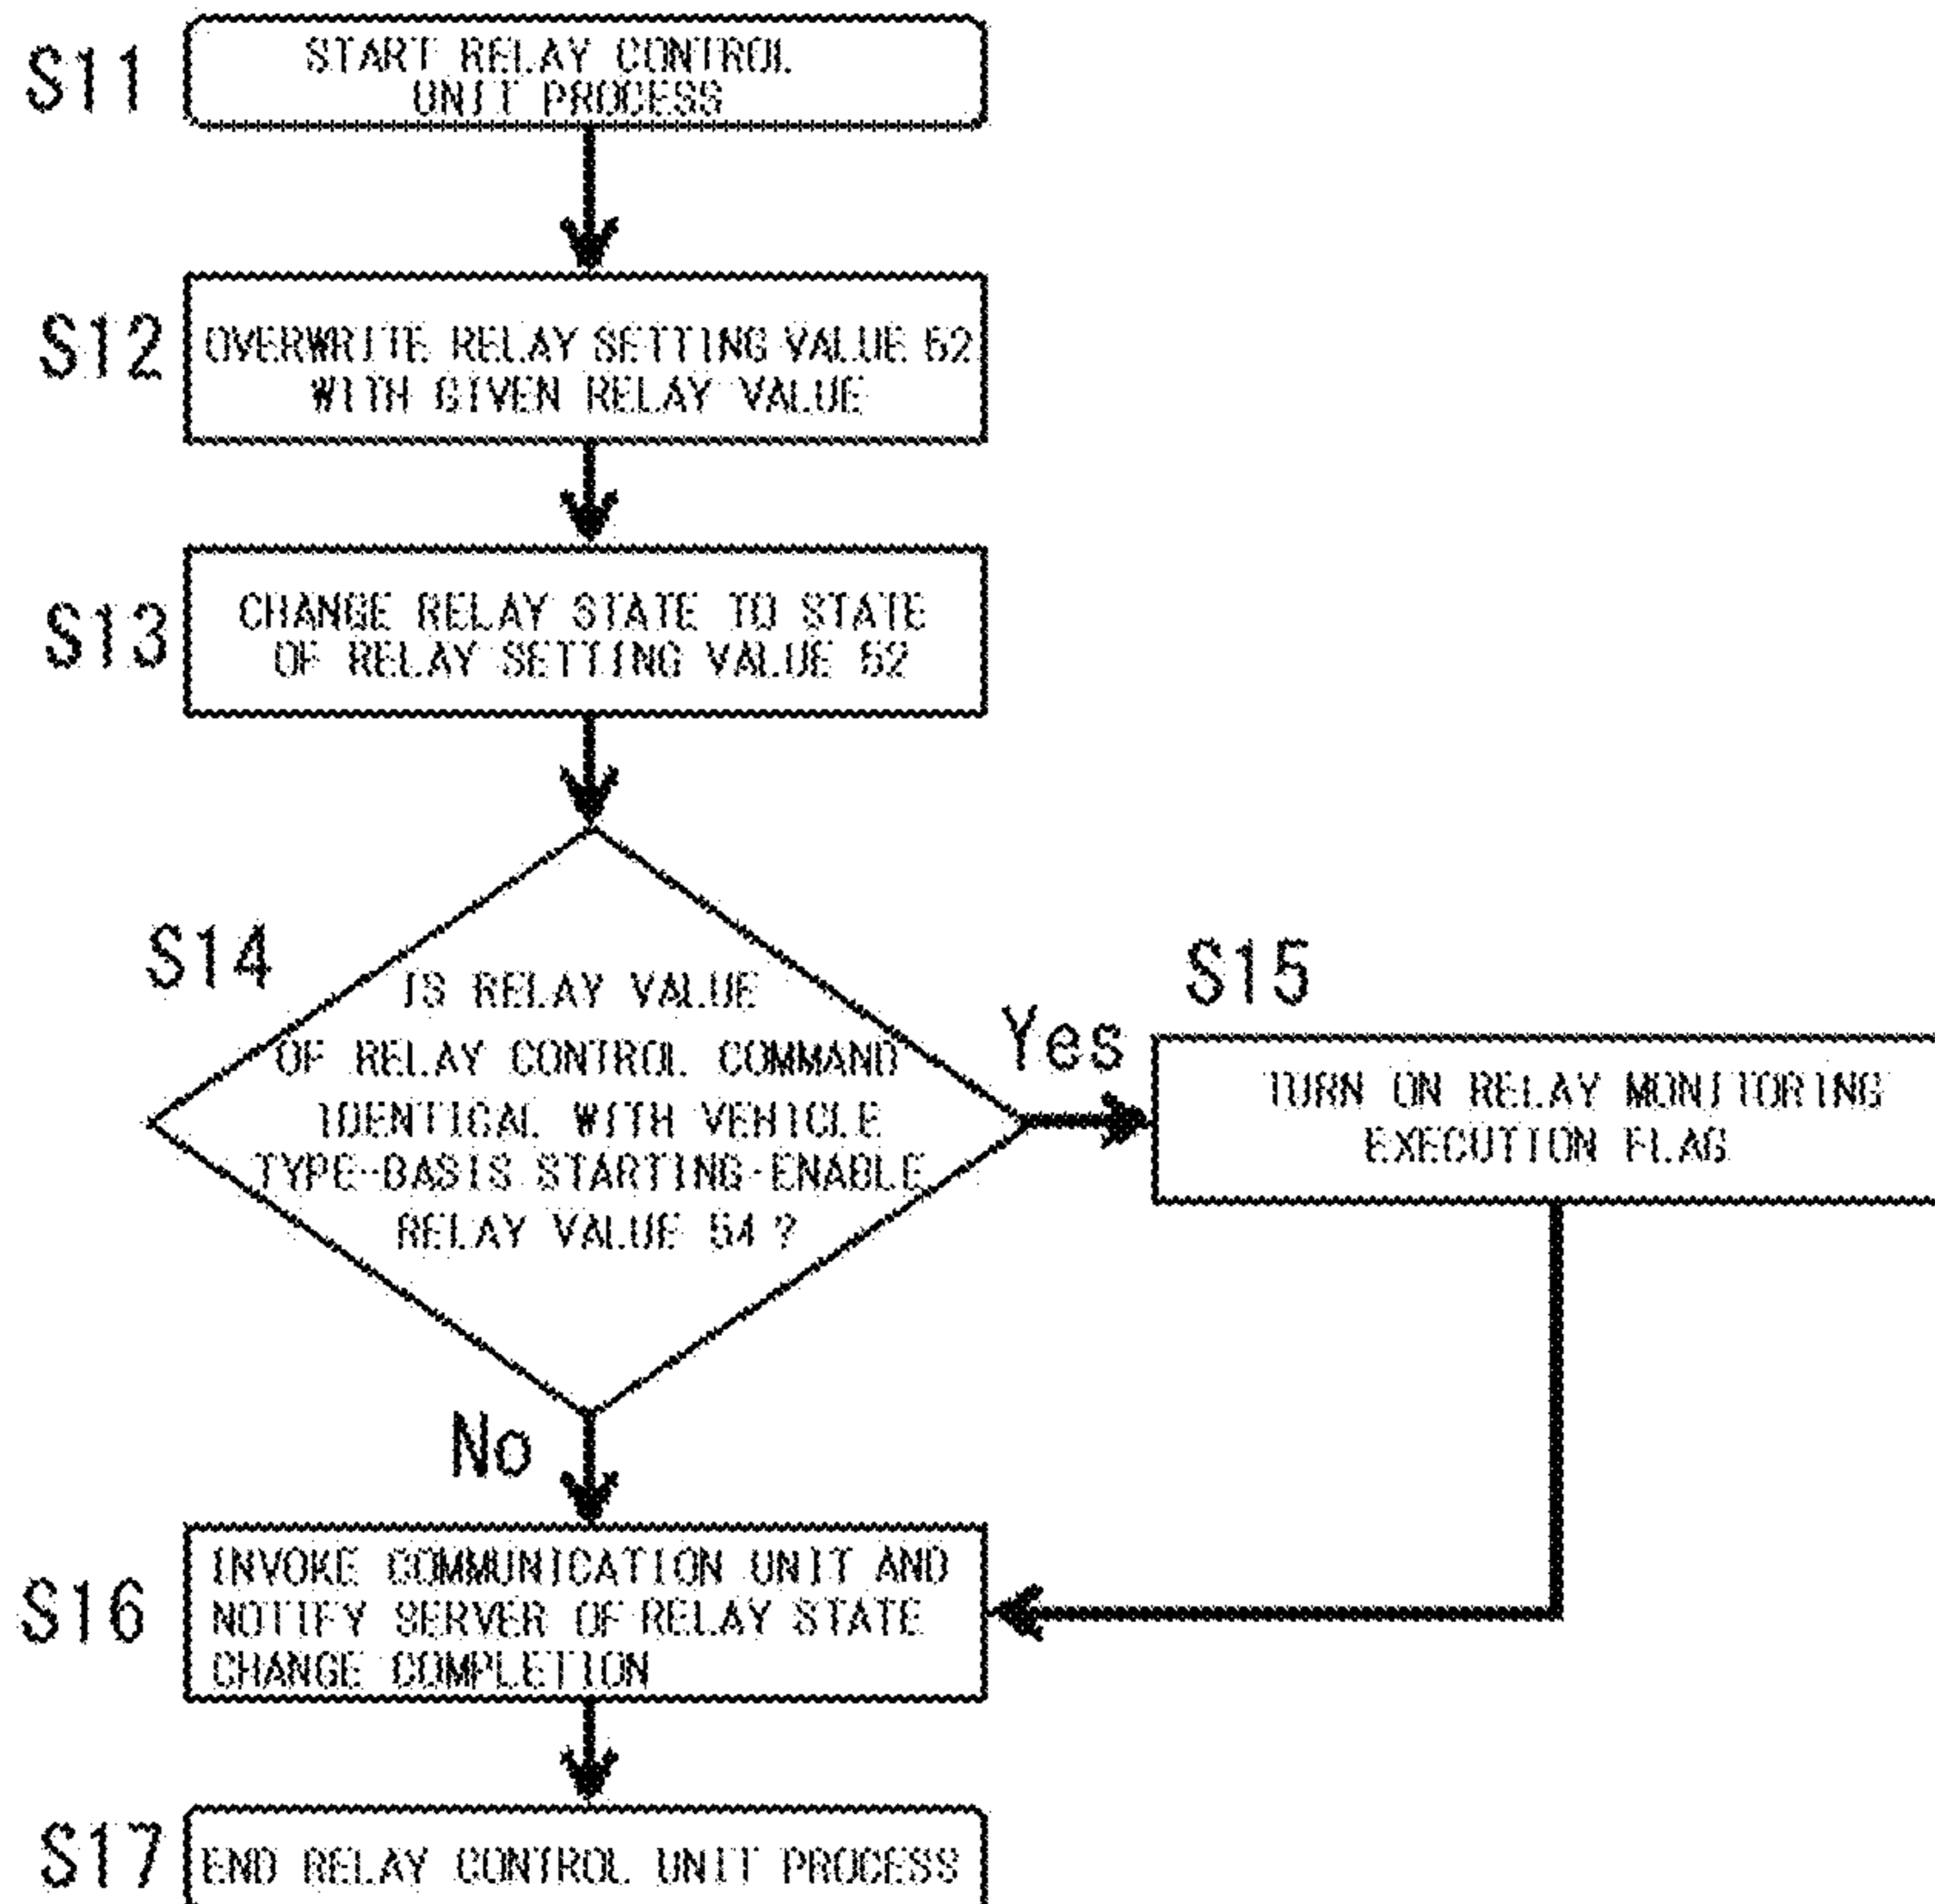 S11
START RELAY CONTROL
UNIT PROCESS
S12
OVERWRITE RELAY SETTING VALUE 52
WITH GIVEN RELAY VALUE
S13
CHANGE RELAY STATE TO STATE
OF RELAY SETTING VALUE 52
S14
IS RELAY VALUE
OF RELAY CONTROL COMMAND
IDENTICAL WITH VEHICLE
TYPE-BASIS STARTING-ENABLE
RELAY VALUE 54 ?
Yes
S15
TURN ON RELAY MONITORING
EXECUTION FLAG
No
S16
INVOKE COMMUNICATION UNIT AND
NOTIFY SERVER OF RELAY STATE
CHANGE COMPLETION
S17
END RELAY CONTROL UNIT PROCESS